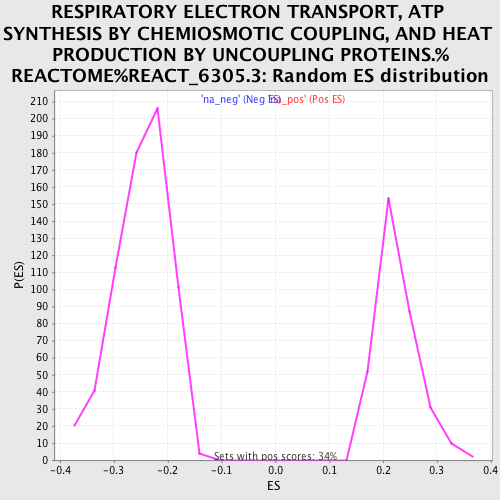 RESPIRATORY ELECTRON TRANSPORT, ATP
SYNTHESIS BY CHEMIOSMOTIC COUPLING, AND HEAT
PRODUCTION BY UNCOUPLING PROTEINS.%
REACTOME%REACT_6305.3: Random ES distribution
'na_neg' (Neg ES) 'na_pos' (Pos ES)
210
200
190
180
170
160
150
140
130
120
110
100
90
80
70
60
50
40
30
20
10
0
P(ES)
Sets with pos scores: 34%
-0.4 -0.3 -0.2 -0.1 0.0 0.1 0.2 0.3 0.4
ES